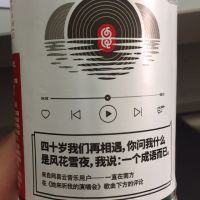 四十岁我们再相遇，你问我什么
是风花雪夜，我说：一个成语而已。
来自网易云音乐用户——一直在南方
在《她来听我的演唱会》歌曲下方的评论